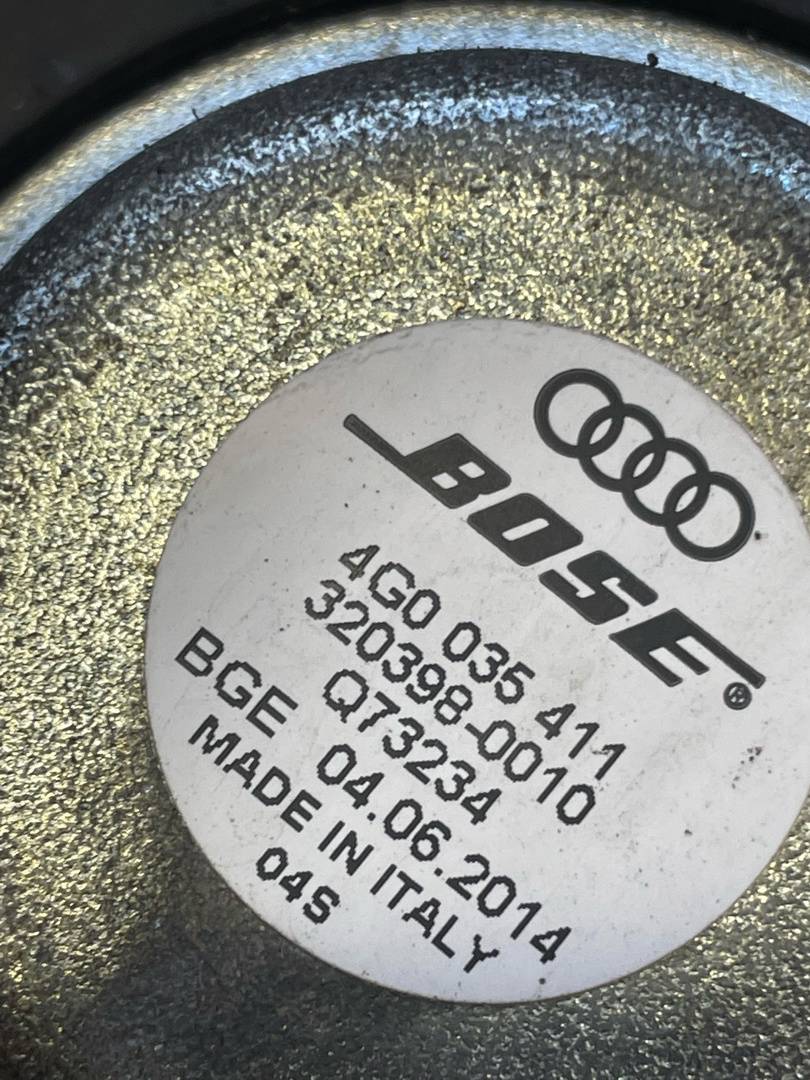 BOSE®
4G0 035 411
320398-0010
Q73234
BGE 04.06.2014
MADE IN ITALY
04S